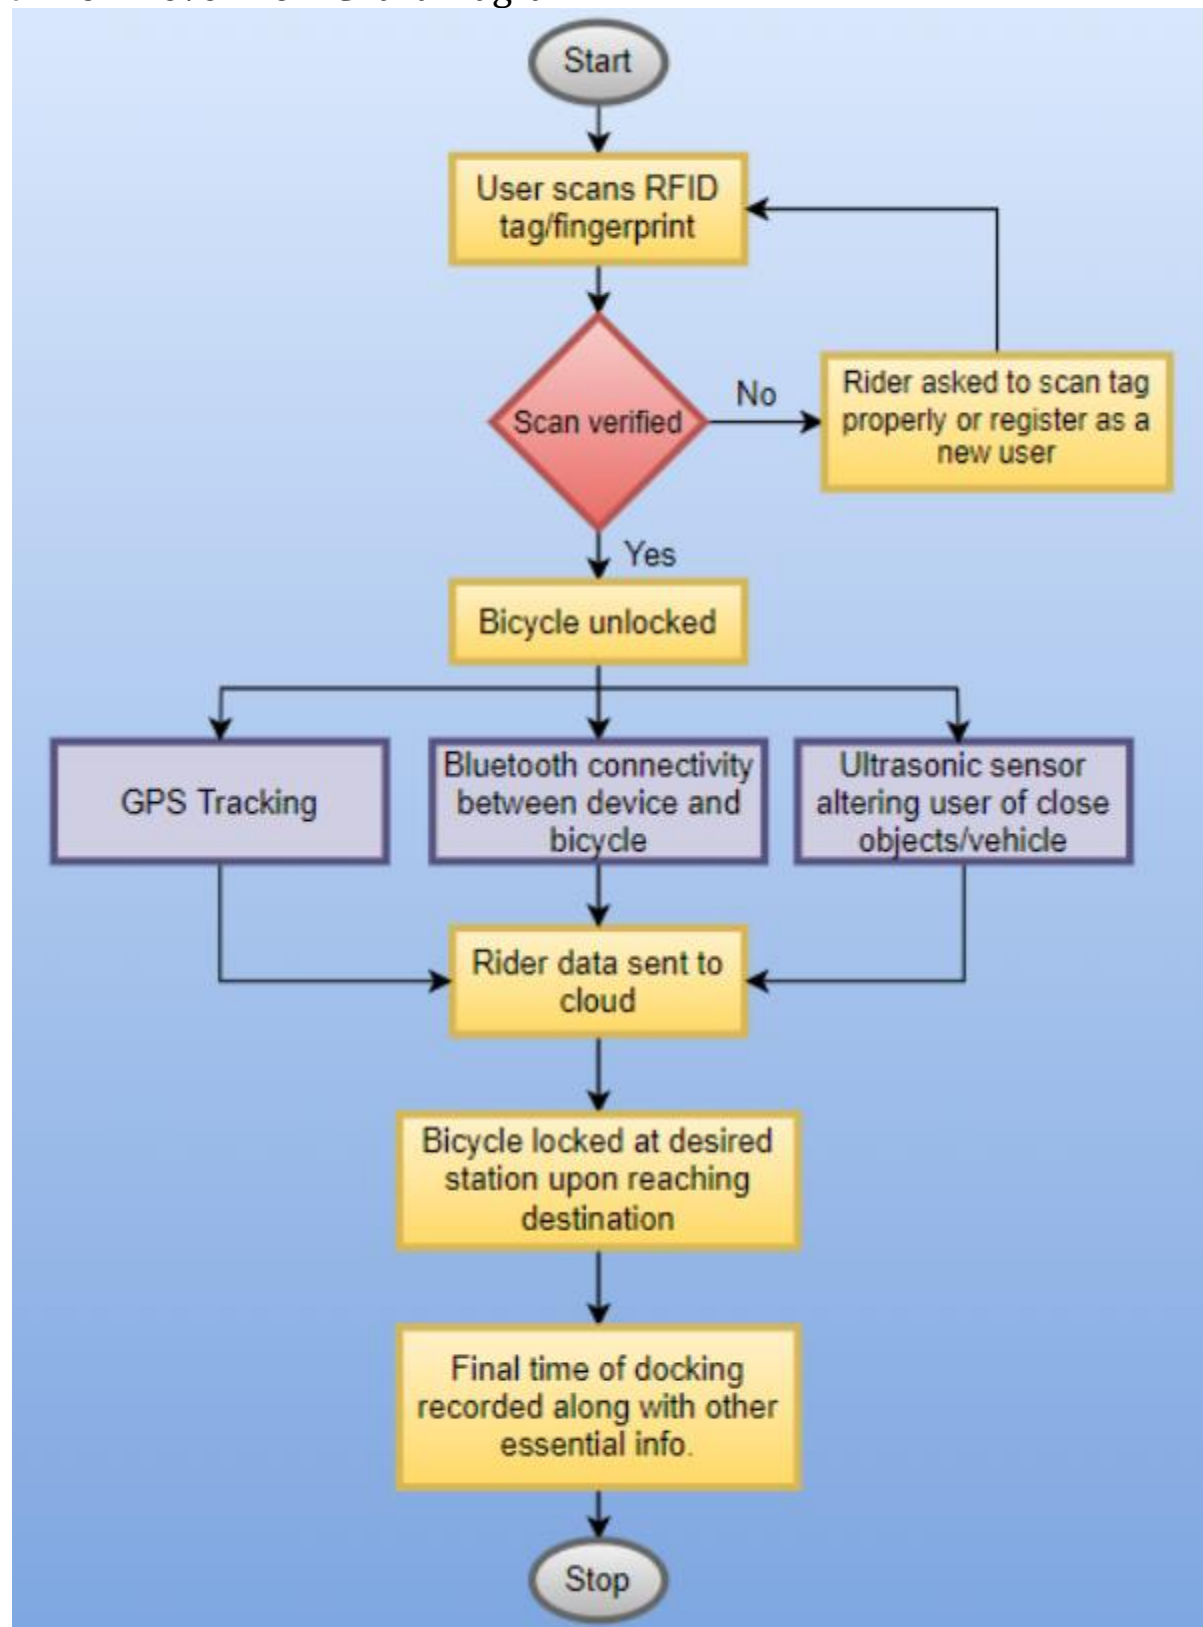 Start
User scans RFID
tag/fingerprint
Scan verified
No
Rider asked to scan tag
properly or register as a
new user
Yes
Bicycle unlocked
GPS Tracking
Bluetooth connectivity
between device and
bicycle
Ultrasonic sensor
altering user of close
objects/vehicle
Rider data sent to
cloud
Bicycle locked at desired
station upon reaching
destination
Final time of docking
recorded along with other
essential info.
Stop